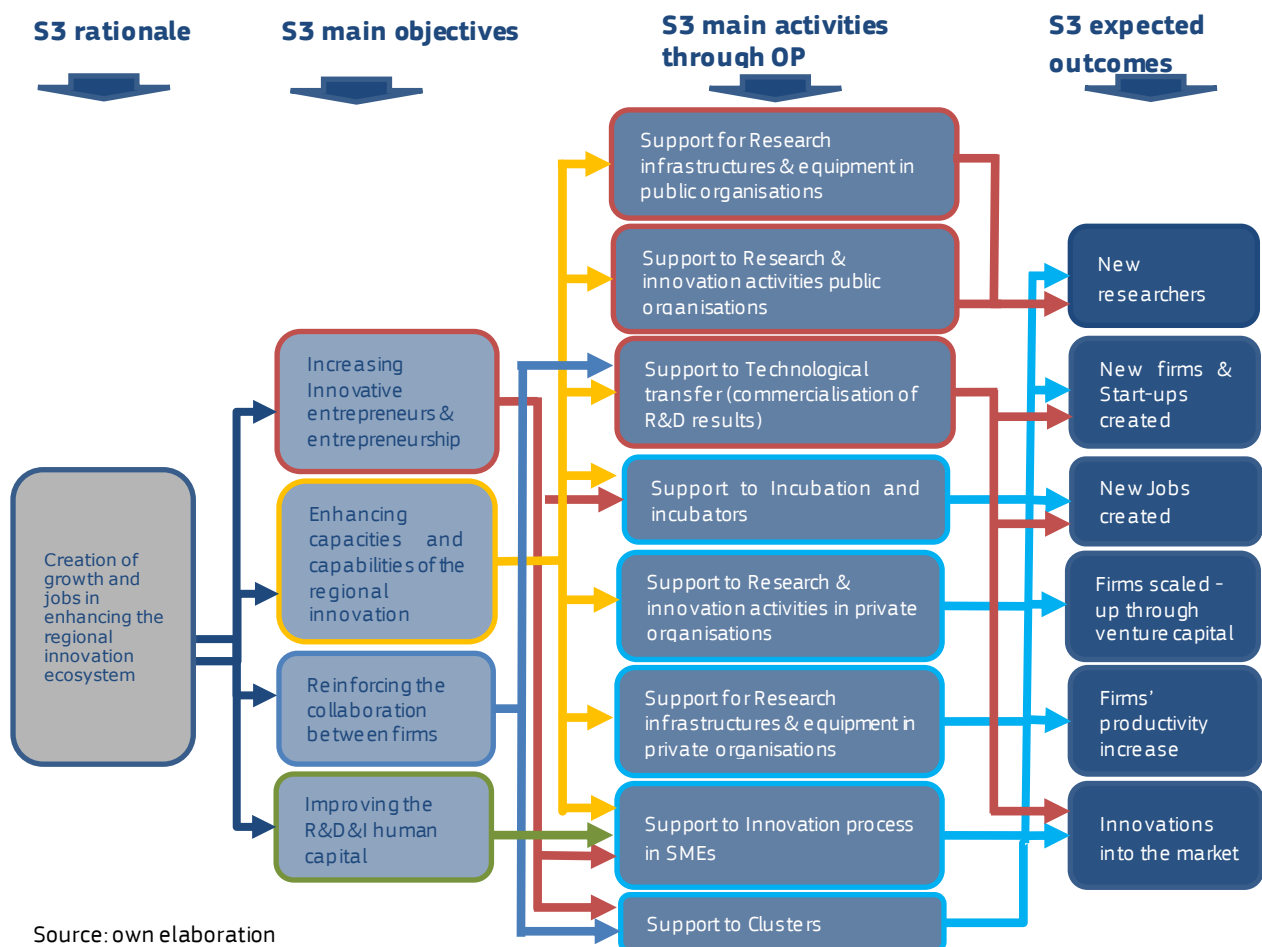 S3 rationale
S3 main objectives
S3 main activities
through OP
S3 expected
outcomes
Creation of
growth and
jobs in
enhancing the
regional
innovation
ecosystem
Increasing
Innovative
entrepreneurs &
entrepreneurship
Enhancing
capacities and
capabilities of the
regional
innovation
Reinforcing the
collaboration
between firms
Improving the
R&D&I human
capital
Support for Research
infrastructures & equipment in
public organisations
Support to Research &
innovation activities public
organisations
Support to Technological
transfer (commercialisation of
R&D results)
Support to Incubation and
incubators
Support to Research &
innovation activities in private
organisations
Support for Research
infrastructures & equipment in
private organisations
Support to Innovation process
in SMEs
Support to Clusters
New
researchers
New firms &
Start-ups
created
New Jobs
created
Firms scaled -
up through
venture capital
Firms'
productivity
increase
Innovations
into the market
Source: own elaboration